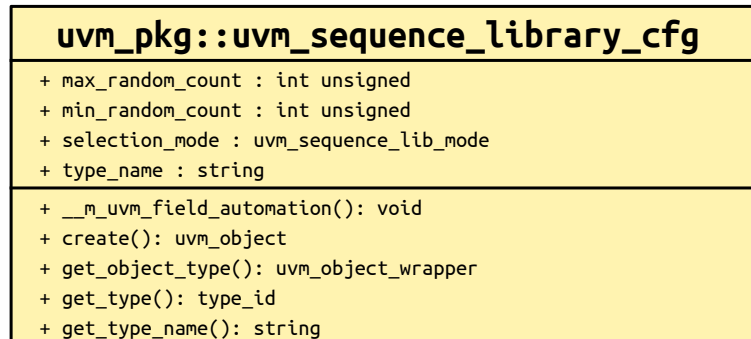 uvm_pkg::uvm_sequence_library_cfg
+ max_random_count : int unsigned
+ min_random_count : int unsigned
+ selection_mode : uvm_sequence_lib_mode
+ type_name : string
+ __m_uvm_field_automation(): void
+ create(): uvm_object
+ get_object_type(): uvm_object_wrapper
+ get_type(): type_id
+ get_type_name(): string